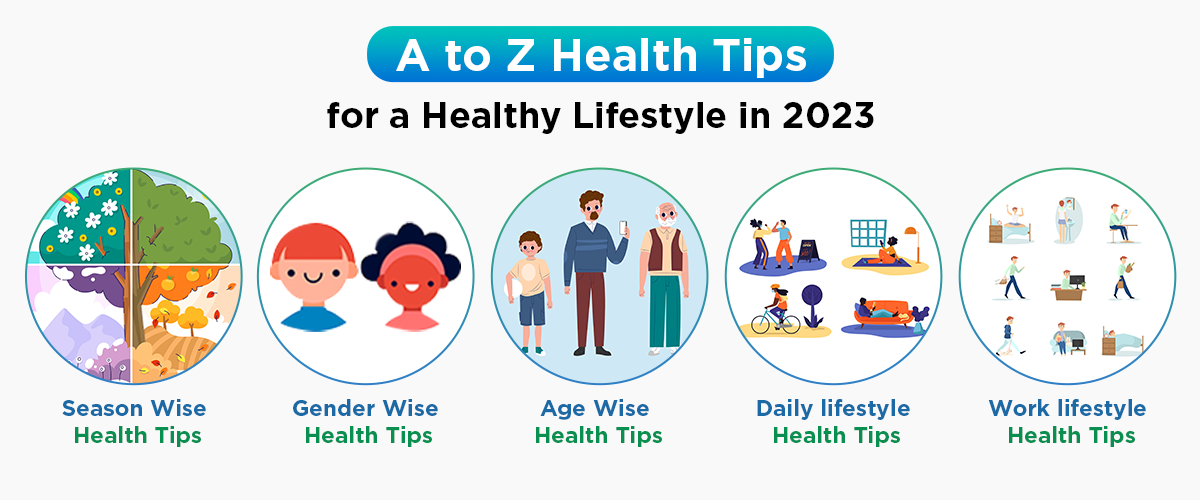 A to Z Health Tips
for a Healthy Lifestyle in 2023
Season Wise
Health Tips
Gender Wise
Health Tips
Age Wise
Health Tips
Daily lifestyle
Health Tips
Work lifestyle
Health Tips